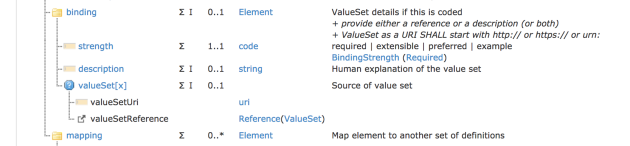 binding Σ I 0..1 Element ValueSet details if this is coded
+ provide either a reference or a description (or both)
+ ValueSet as a URI SHALL start with http:// or https:// or urn:
strength Σ 1..1 code required | extensible | preferred | example
BindingStrength (Required)
description Σ I 0..1 string Human explanation of the value set
valueSet[x] Σ I 0..1 Source of value set
valueSetUri uri
valueSetReference Reference(ValueSet)
mapping Σ 0..* Element Map element to another set of definitions